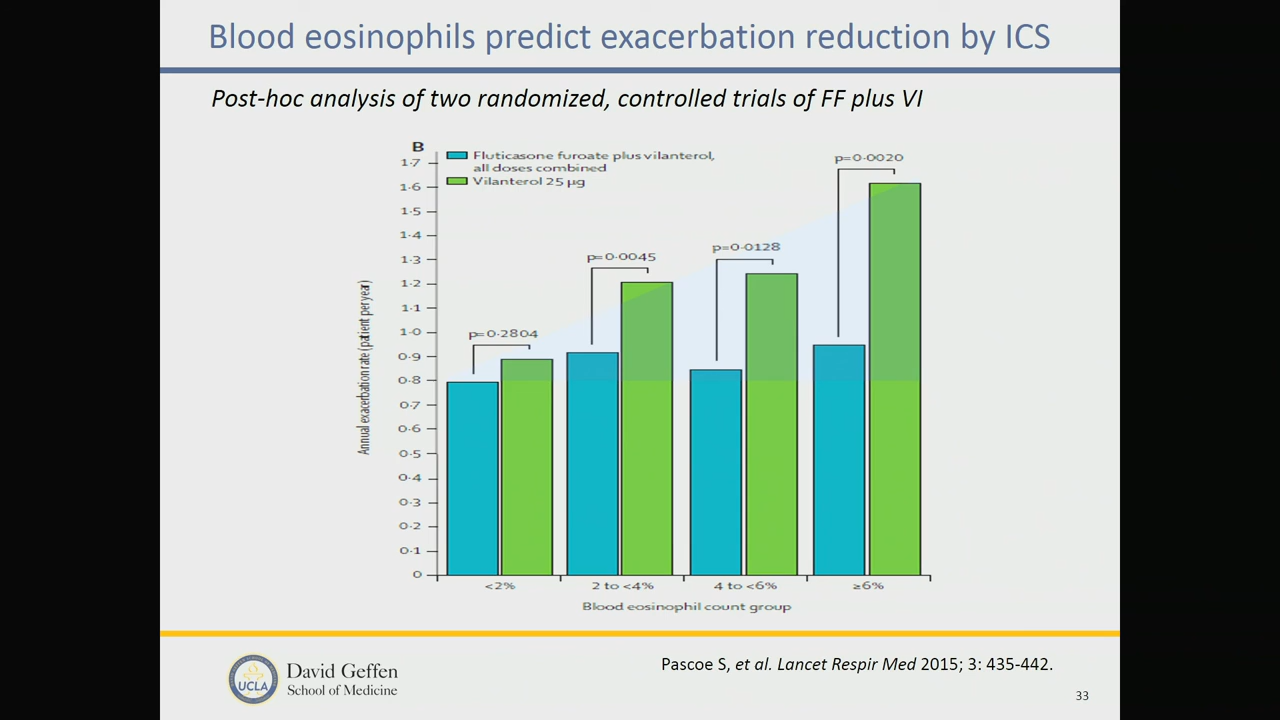 Blood eosinophils predict exacerbation reduction by ICS
Post-hoc analysis of two randomized, controlled trials of FF plus VI
B
Fluticasone furoate plus vilanterol,
all doses combined
Vilanterol 25 µg
Annual exacerbation rate (patient per year)
1·7
1·6
1·5
1·4
1·3
1·2
1·1
1·0
0·9
0·8
0·7
0·6
0·5
0·4
0·3
0·2
0·1
0
p=0·2804
p=0·0045
p=0·0128
p=0·0020
<2%
2 to <4%
4 to <6%
≥6%
Blood eosinophil count group
UCLA
David Geffen
School of Medicine
Pascoe S, et al. Lancet Respir Med 2015; 3: 435-442.
33